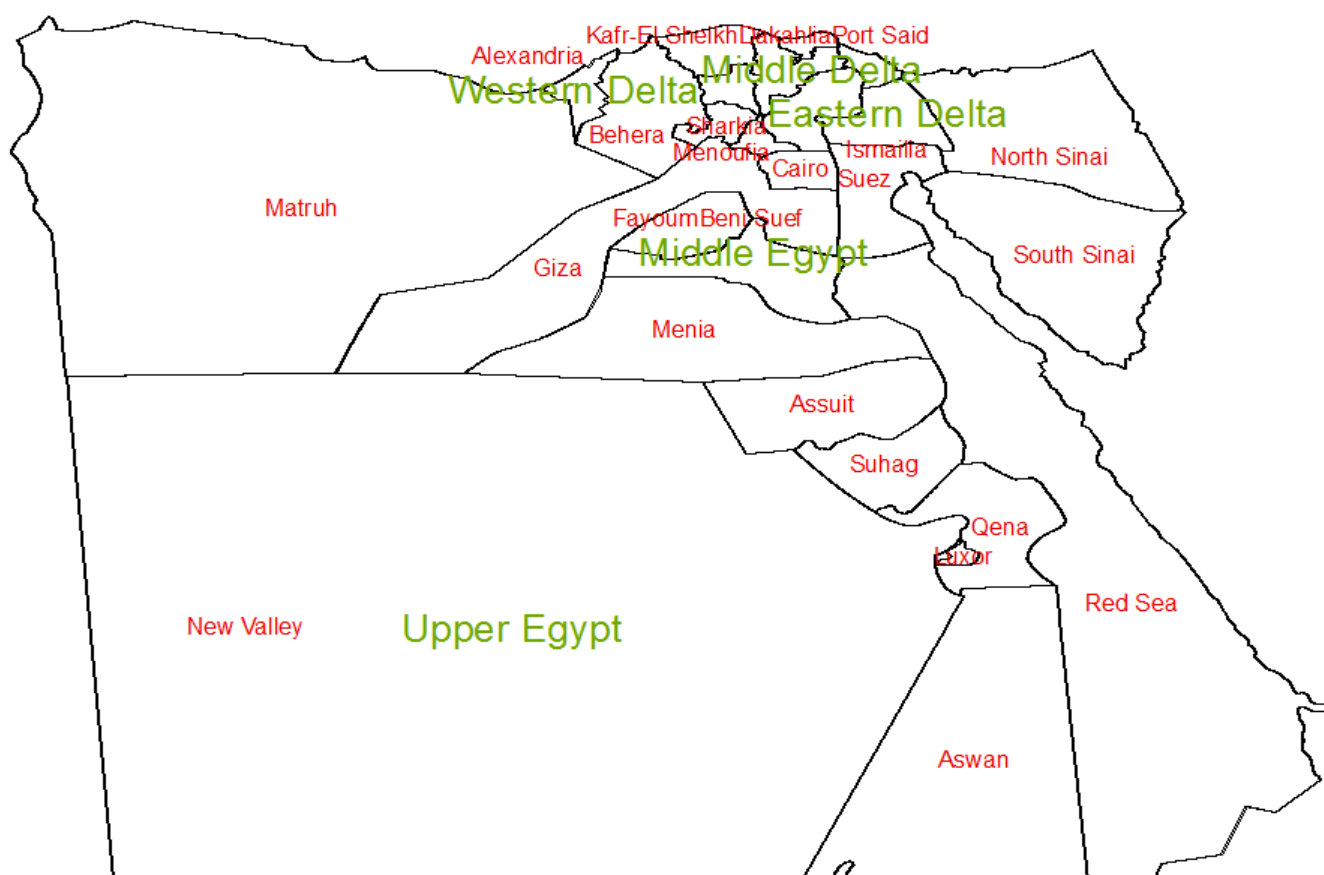 Kafr-El Sheikh
Dakahlia
Port Said
Alexandria
Middle Delta
Western Delta
Eastern Delta
Sharkia
Behera
Menoufia
Ismailia
North Sinai
Cairo
Suez
Matruh
Fayoum
Beni-Suef
Middle Egypt
South Sinai
Giza
Menia
Assuit
Suhag
Qena
Luxor
Red Sea
New Valley
Upper Egypt
Aswan